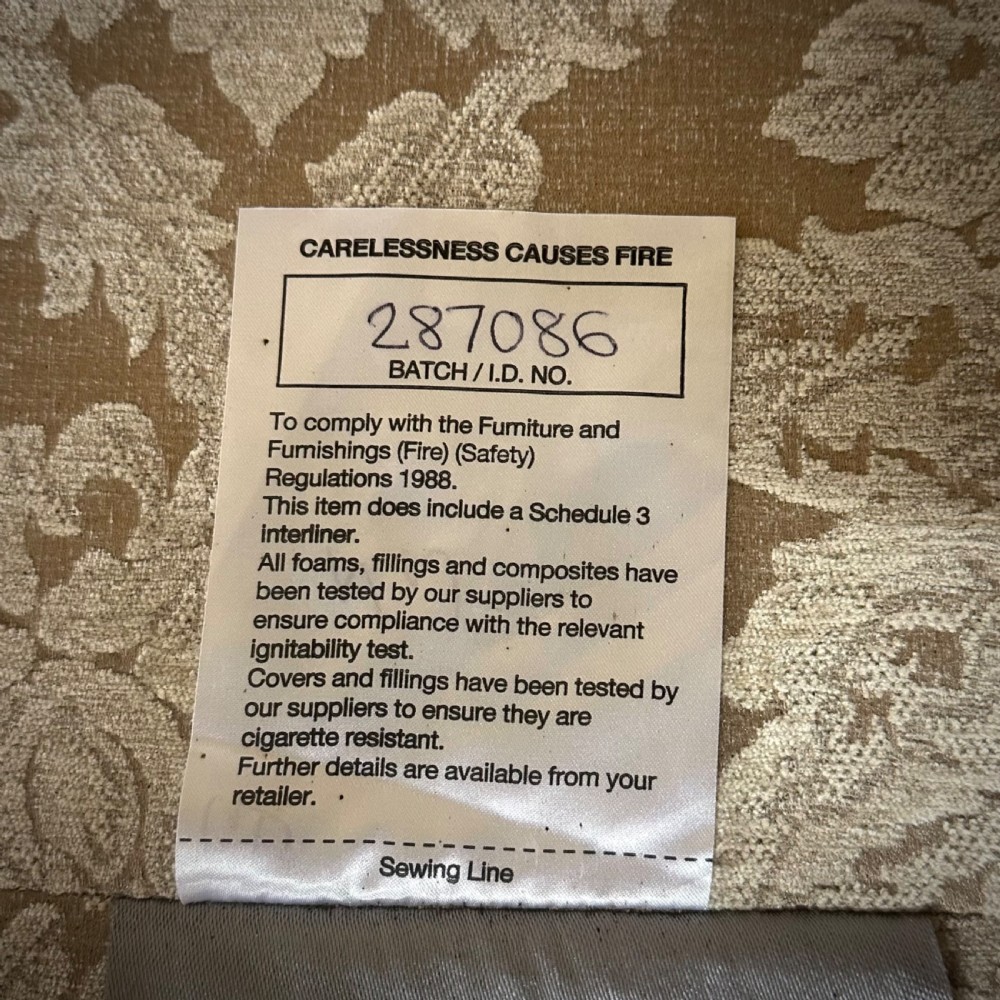 CARELESSNESS CAUSES FIRE
287086
BATCH / I.D. NO.
To comply with the Furniture and
Furnishings (Fire) (Safety)
Regulations 1988.
This item does include a Schedule 3
interliner.
All foams, fillings and composites have
been tested by our suppliers to
ensure compliance with the relevant
ignitability test.
Covers and fillings have been tested by
our suppliers to ensure they are
cigarette resistant.
Further details are available from your
retailer.
Sewing Line